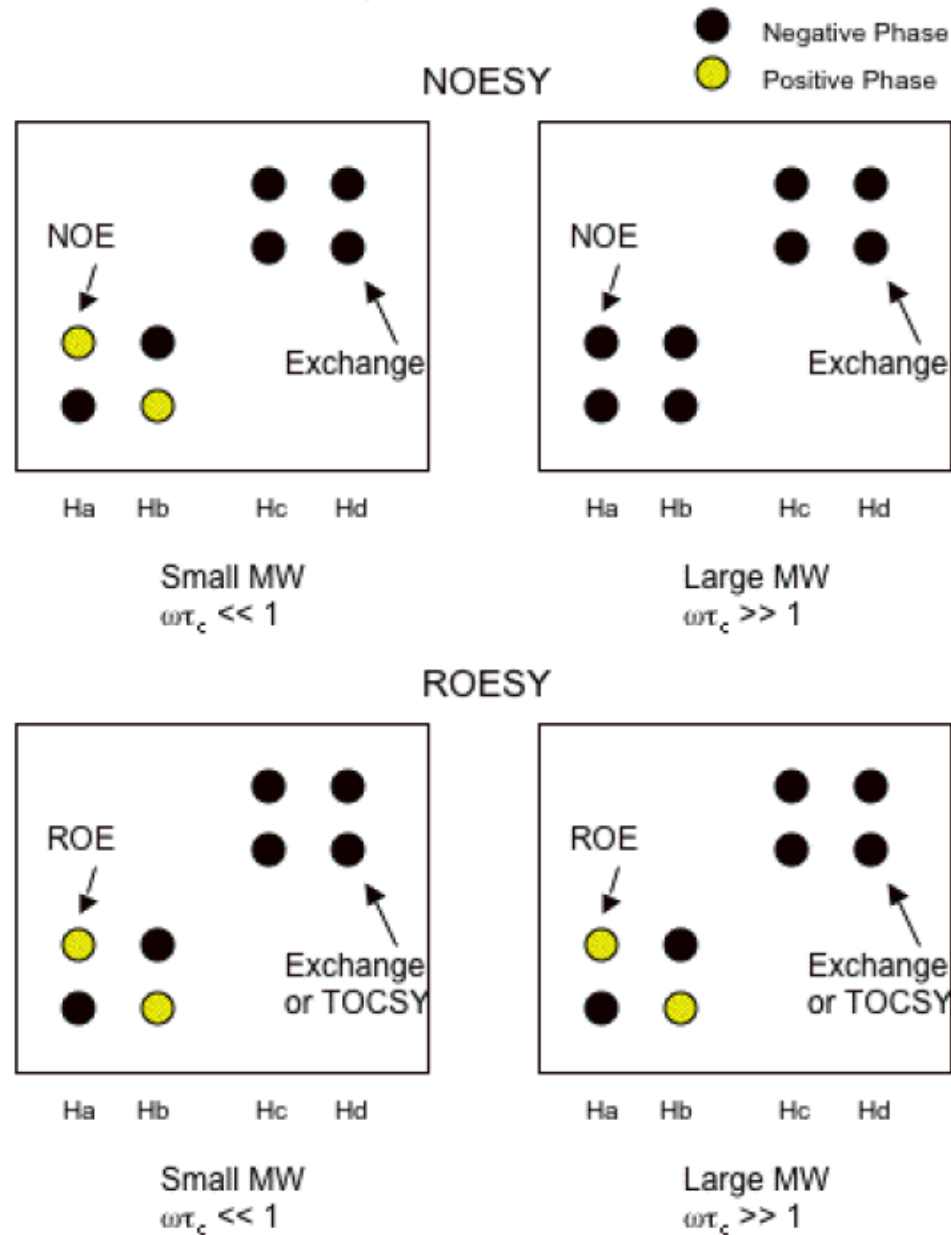 Negative Phase
Positive Phase
NOESY
NOE
Exchange
Ha Hb Hc Hd
Small MW
ωτc << 1
NOE
Exchange
Ha Hb Hc Hd
Large MW
ωτc >> 1
ROESY
ROE
Exchange
or TOCSY
Ha Hb Hc Hd
Small MW
ωτc << 1
ROE
Exchange
or TOCSY
Ha Hb Hc Hd
Large MW
ωτc >> 1